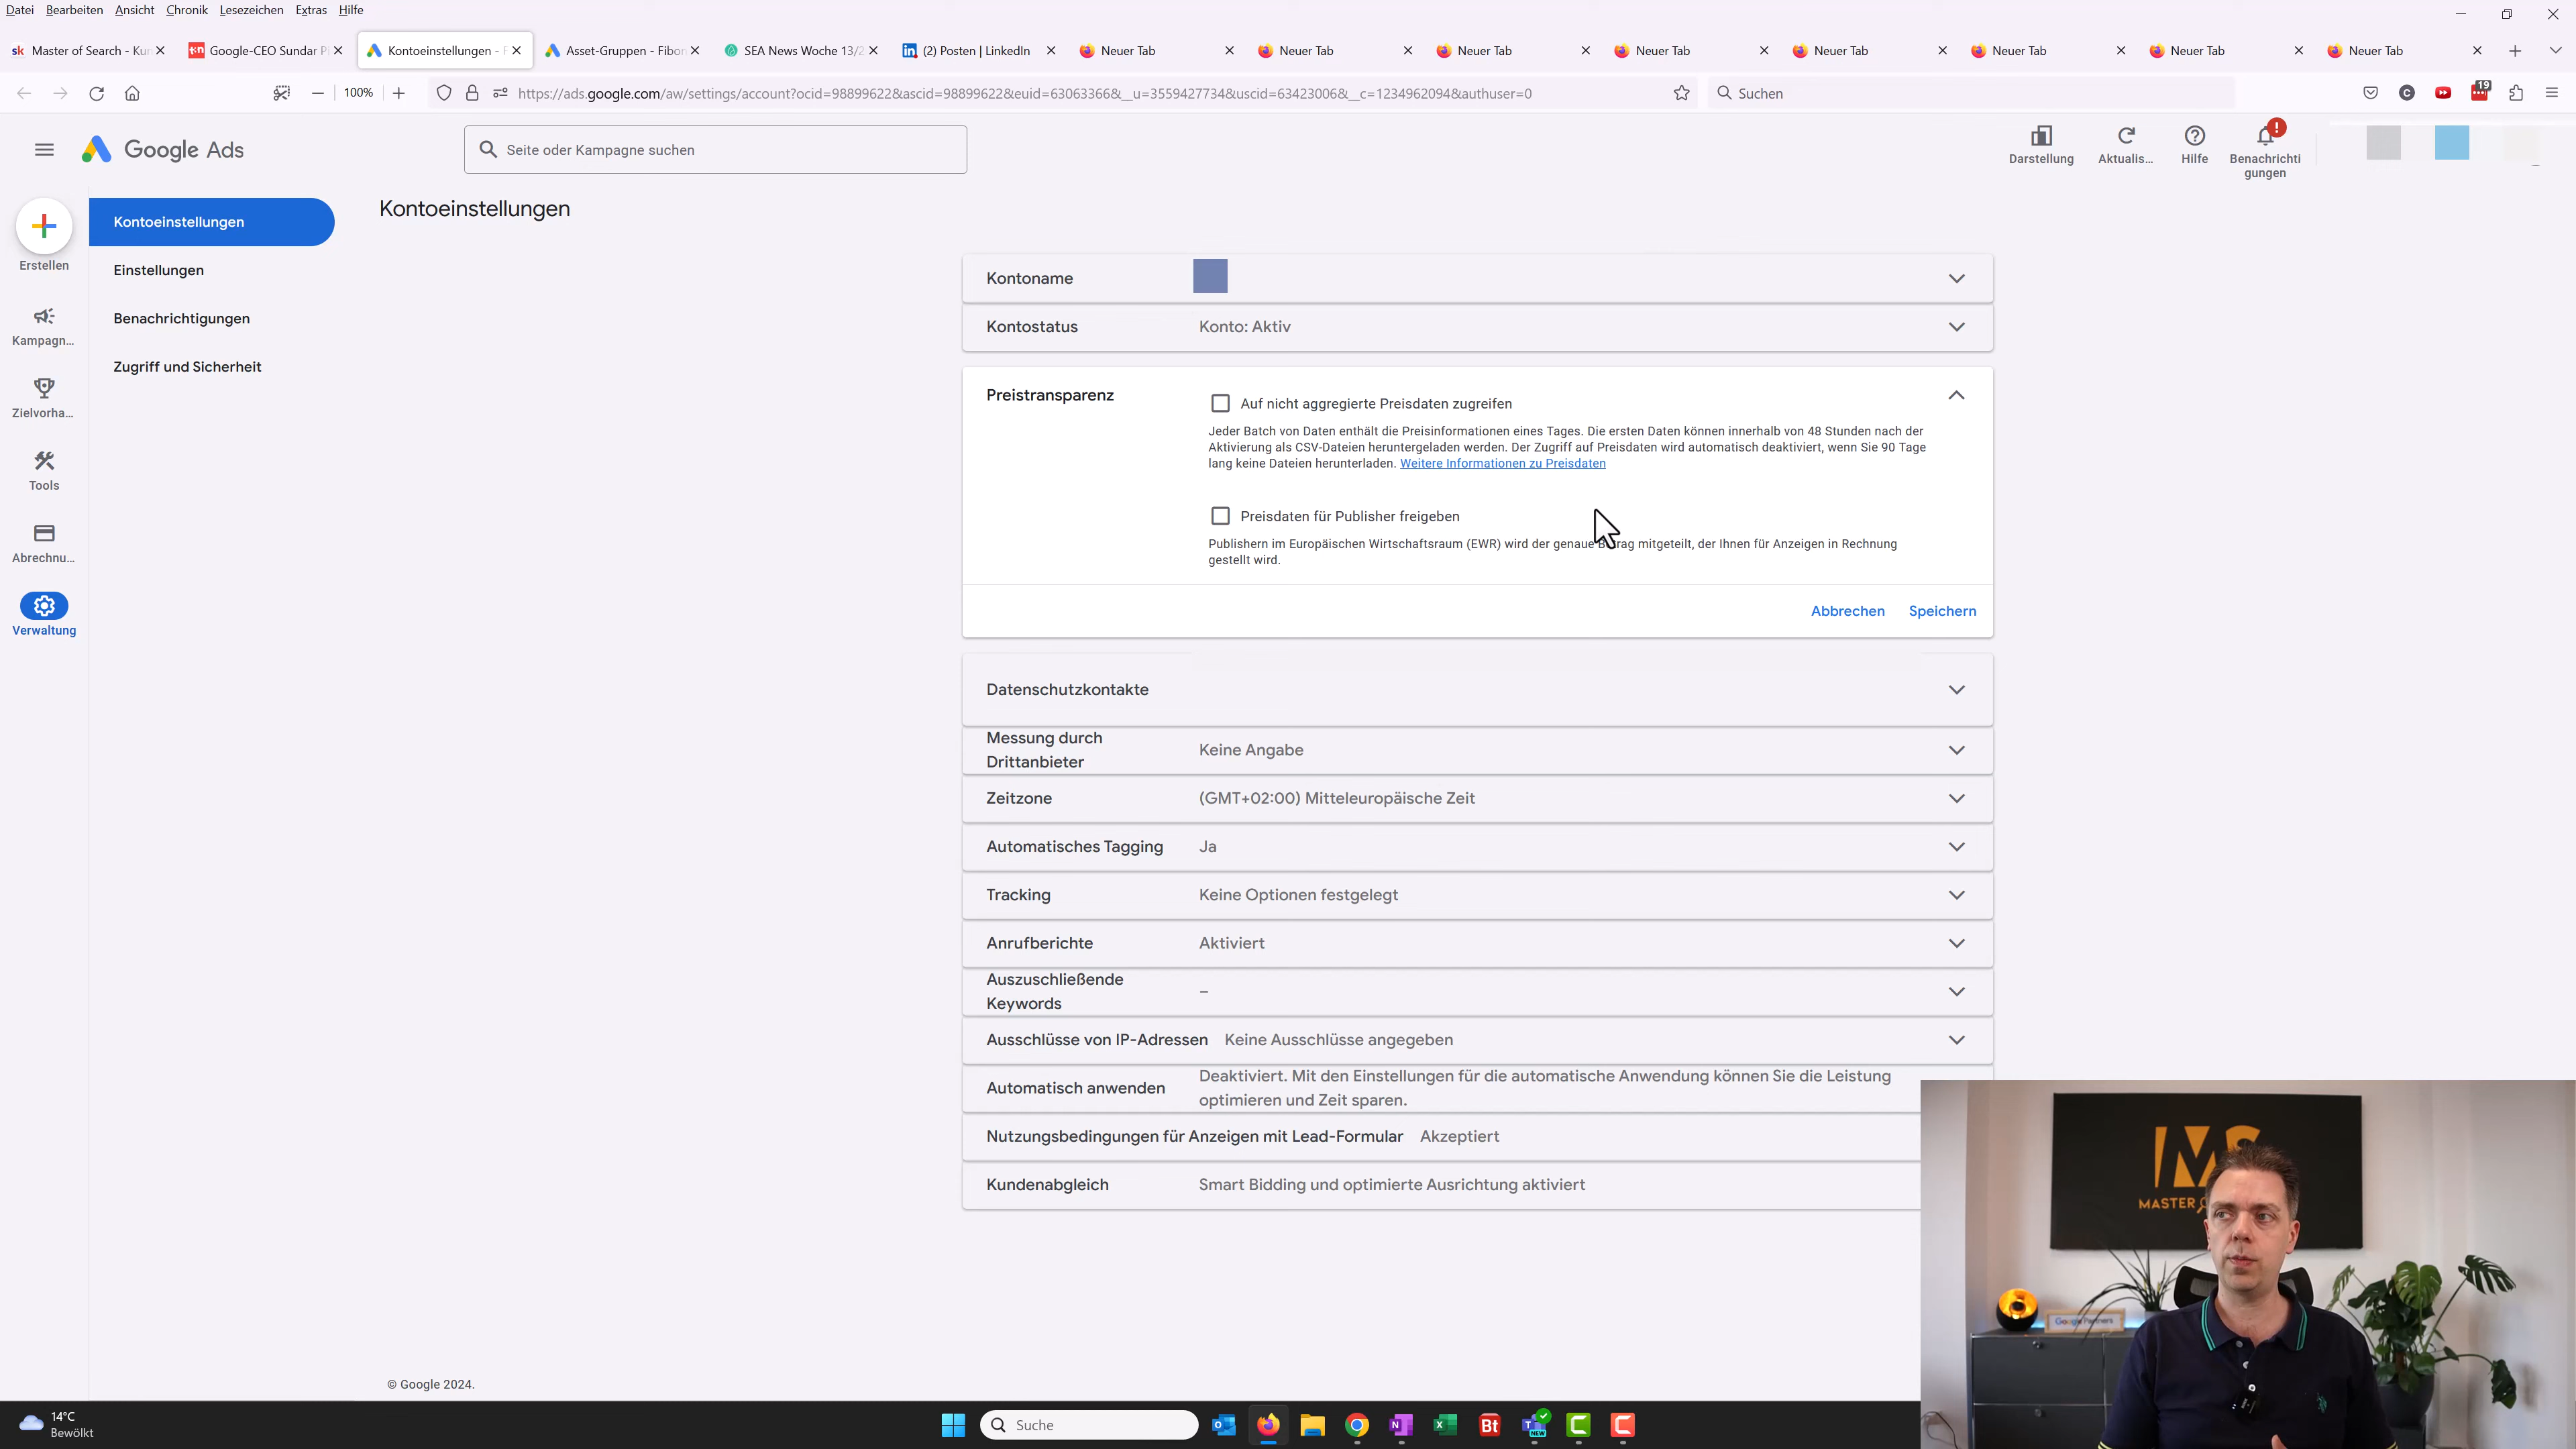 Datei Bearbeiten Ansicht Chronik Lesezeichen Extras Hilfe
sk Master of Search - Kun
t3n Google-CEO Sundar Pi
Kontoeinstellungen - F
Asset-Gruppen - Fibor
SEA News Woche 13/2
(2) Posten | LinkedIn
Neuer Tab
Neuer Tab
Neuer Tab
Neuer Tab
Neuer Tab
Neuer Tab
Neuer Tab
Neuer Tab
100%
https://ads.google.com/aw/settings/account?ocid=98899622&ascid=98899622&euid=63063366&__u=3559427734&uscid=63423006&__c=1234962094&authuser=0
Suchen
19
Google Ads
Seite oder Kampagne suchen
Darstellung
Aktualis...
Hilfe
Benachrichti
gungen
Erstellen
Kampagn...
Zielvorha...
Tools
Abrechnu...
Verwaltung
Kontoeinstellungen
Einstellungen
Benachrichtigungen
Zugriff und Sicherheit
Kontoeinstellungen
Kontoname
Kontostatus Konto: Aktiv
Preistransparenz
Auf nicht aggregierte Preisdaten zugreifen
Jeder Batch von Daten enthält die Preisinformationen eines Tages. Die ersten Daten können innerhalb von 48 Stunden nach der
Aktivierung als CSV-Dateien heruntergeladen werden. Der Zugriff auf Preisdaten wird automatisch deaktiviert, wenn Sie 90 Tage
lang keine Dateien herunterladen. Weitere Informationen zu Preisdaten
Preisdaten für Publisher freigeben
Publishern im Europäischen Wirtschaftsraum (EWR) wird der genaue Betrag mitgeteilt, der Ihnen für Anzeigen in Rechnung
gestellt wird.
Abbrechen Speichern
Datenschutzkontakte
Messung durch
Drittanbieter
Keine Angabe
Zeitzone (GMT+02:00) Mitteleuropäische Zeit
Automatisches Tagging Ja
Tracking Keine Optionen festgelegt
Anrufberichte Aktiviert
Auszuschließende
Keywords
–
Ausschlüsse von IP-Adressen Keine Ausschlüsse angegeben
Automatisch anwenden
Deaktiviert. Mit den Einstellungen für die automatische Anwendung können Sie die Leistung
optimieren und Zeit sparen.
Nutzungsbedingungen für Anzeigen mit Lead-Formular Akzeptiert
Kundenabgleich Smart Bidding und optimierte Ausrichtung aktiviert
© Google 2024.
MS
MASTER
Google Partners
14°C
Bewölkt
Suche
Bt
NEW